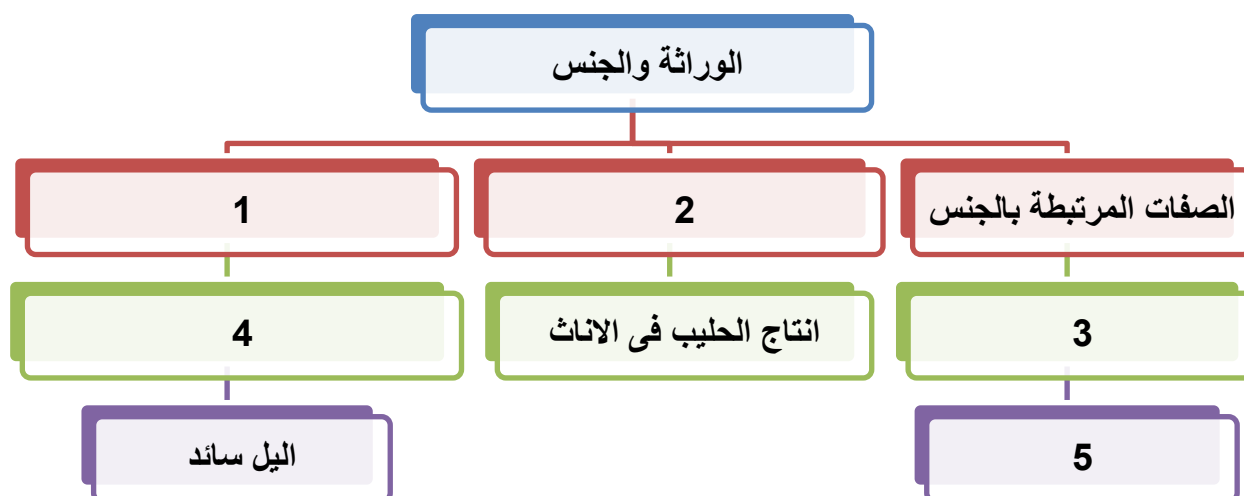 الوراثة والجنس
الصفات المرتبطة بالجنس
2
1
3
انتاج الحليب فى الاناث
4
5
اليل سائد